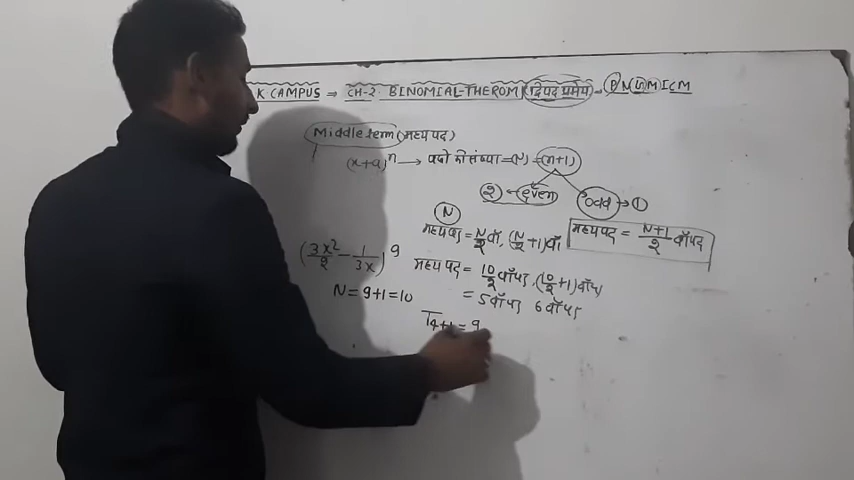 K CAMPUS ⇒ CH-2 BINOMIAL-THEROM (द्विपद प्रमेय)
Middle term (मध्य पद)
(x+a)^n → पदो की संख्या = (N) = (n+1)
2 ← even odd → 1
N
मध्य पद = N/2 वाँ, (N/2 +1) वाँ मध्य पद = N+1/2 वाँ पद
(3x²/2 - 1/3x)^9 मध्य पद = 10/2 वाँ पद, (10/2 +1) वाँ पद
N = 9+1 = 10 = 5 वाँ पद 6 वाँ पद
T4+1 = 9